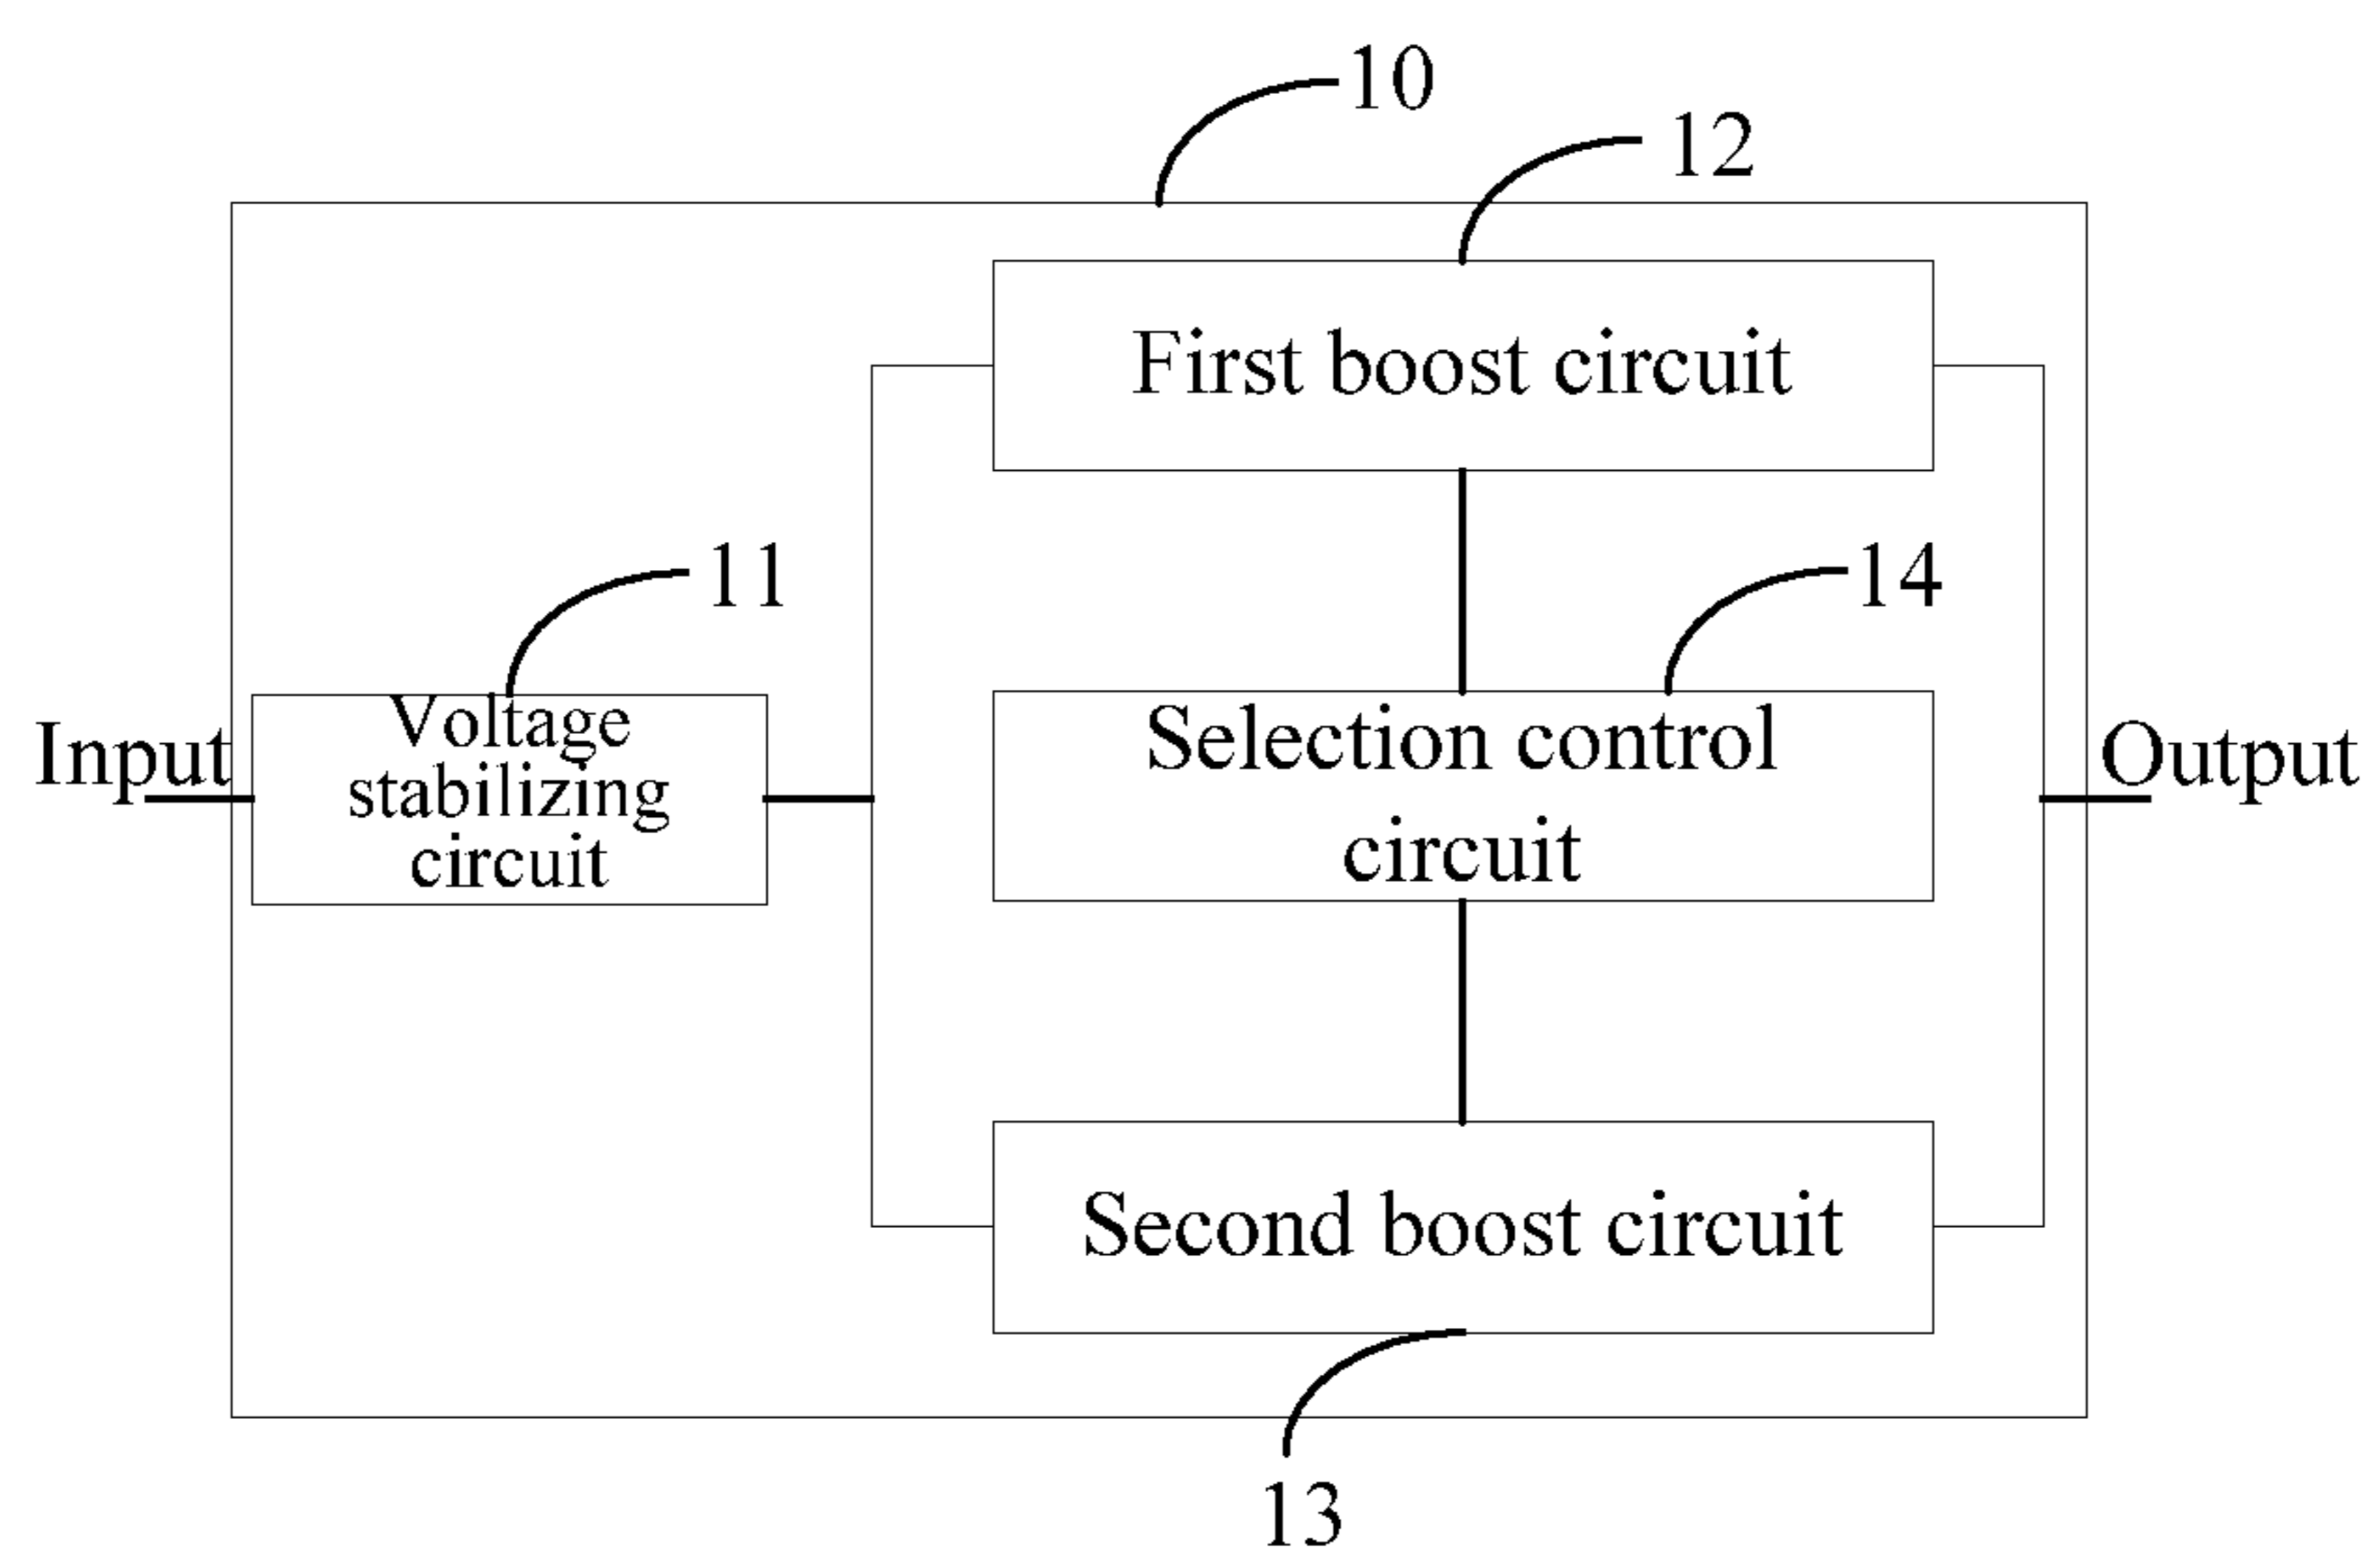 10
12
First boost circuit
11
14
Input
Voltage
stabilizing
circuit
Selection control
circuit
Output
Second boost circuit
13